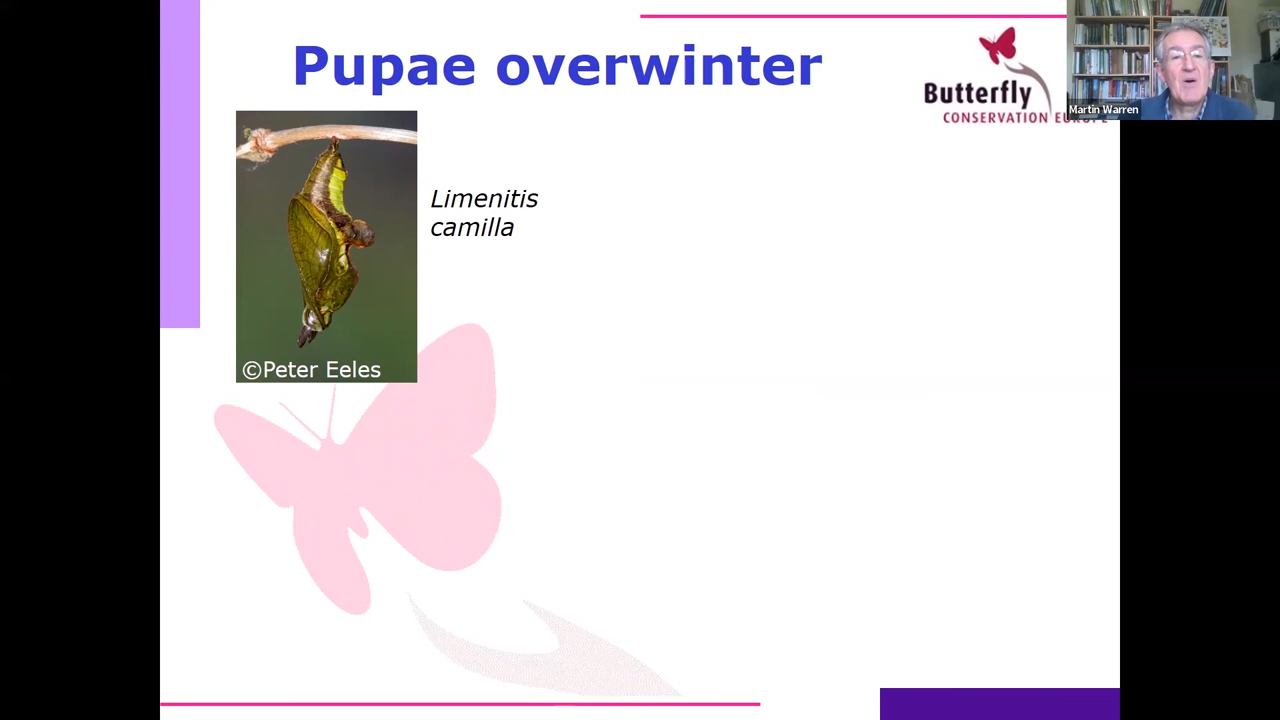 Pupae overwinter
Butterfly
CONSERVATION EUROPE
Martin Warren
Limenitis
camilla
©Peter Eeles